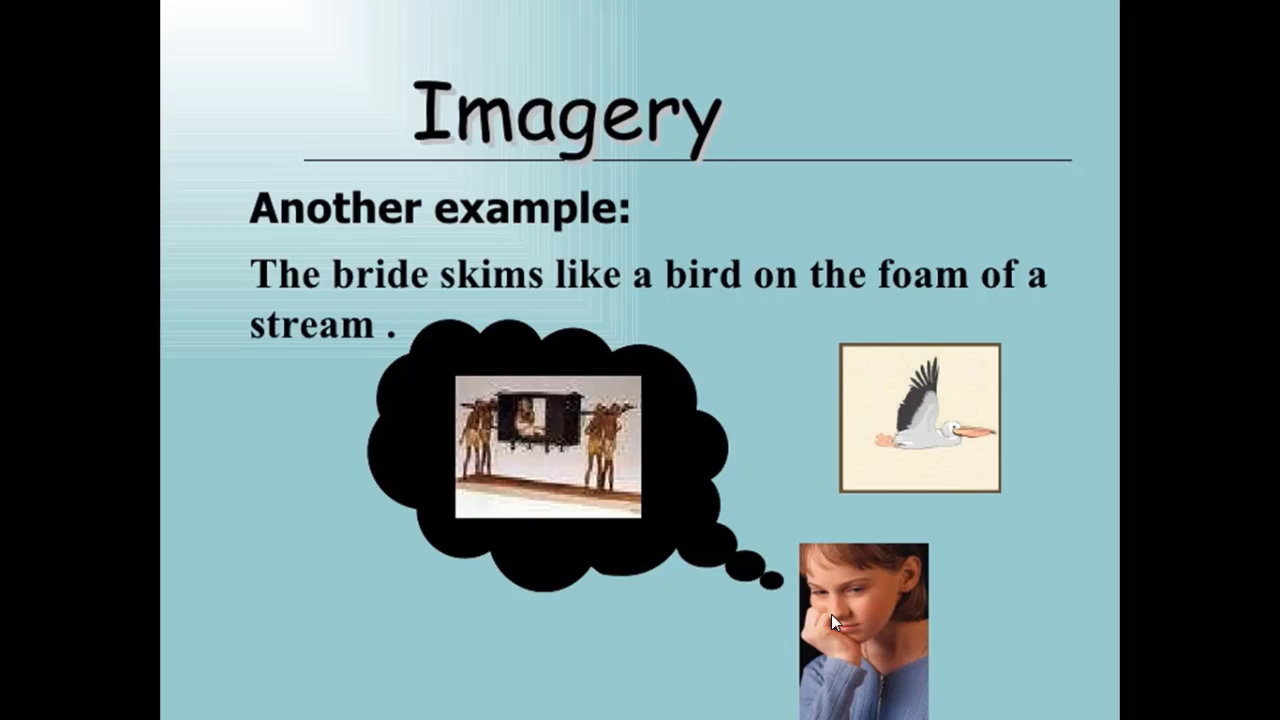 Imagery
Another example:
The bride skims like a bird on the foam of a
stream .